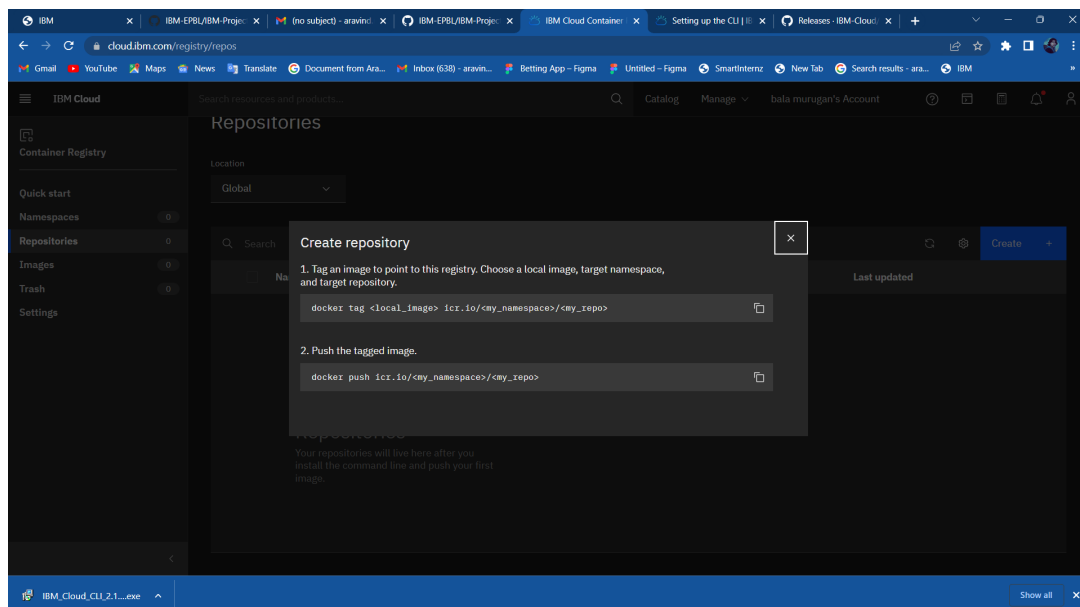 IBM
IBM-EPBL/IBM-Projec
(no subject) - aravind.
IBM-EPBL/IBM-Projec
IBM Cloud Container
Setting up the CLI | IB
Releases · IBM-Cloud/
cloud.ibm.com/registry/repos
Gmail
YouTube
Maps
News
Translate
Document from Ara...
Inbox (638) - aravin...
Betting App – Figma
Untitled – Figma
SmartInternz
New Tab
Search results - ara...
IBM
»
IBM Cloud
Search resources and products...
Catalog
Manage
bala murugan's Account
Container Registry
Quick start
Namespaces 0
Repositories 0
Images 0
Trash 0
Settings
Repositories
Location
Global
Search
Create +
Na
Last updated
Create repository
1. Tag an image to point to this registry. Choose a local image, target namespace,
and target repository.
docker tag <local_image> icr.io/<my_namespace>/<my_repo>
2. Push the tagged image.
docker push icr.io/<my_namespace>/<my_repo>
Repositories
Your repositories will live here after you
install the command line and push your first
image.
IBM_Cloud_CLI_2.1....exe
Show all